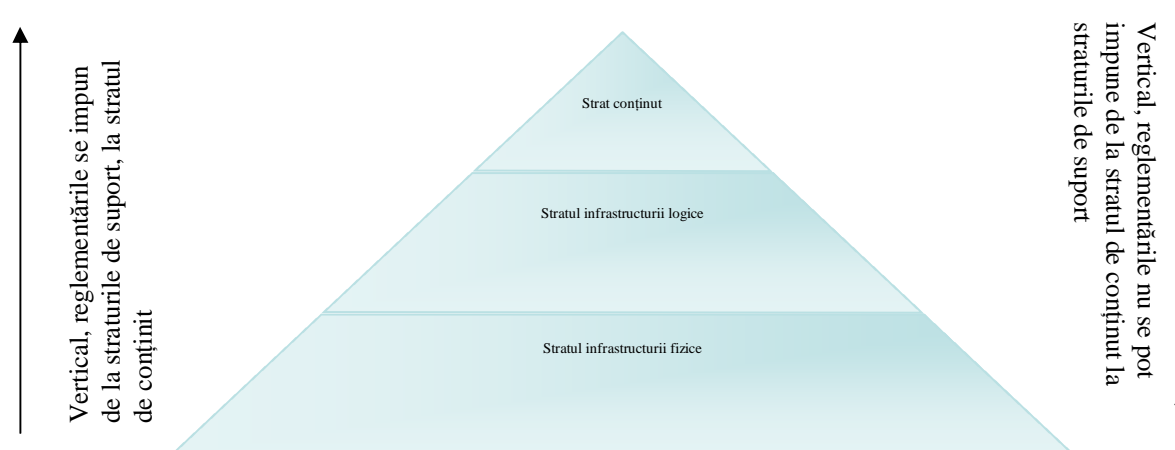 Vertical, reglementările se impun
de la straturile de suport, la stratul
de conținit
Strat conținut
Stratul infrastructurii logice
Stratul infrastructurii fizice
Vertical, reglementările nu se pot
impune de la stratul de conținut la
straturile de suport